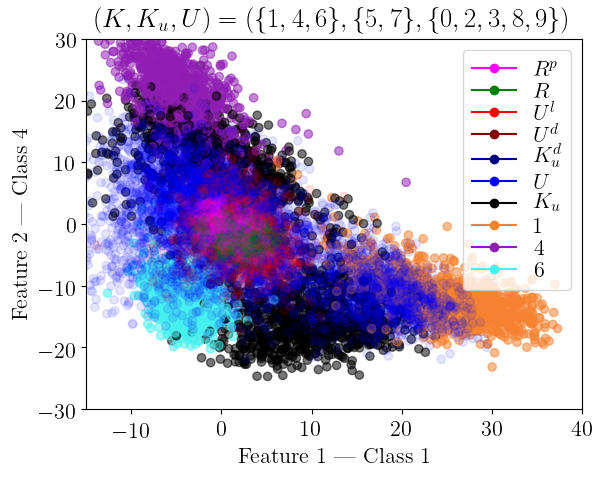 (K, K_u, U) = ({1, 4, 6}, {5, 7}, {0, 2, 3, 8, 9})
30
20
10
0
−10
−20
−30
Feature 2 — Class 4
R^p
R
U^l
U^d
K_u^d
U
K_u
1
4
6
−10
0
10
20
30
40
Feature 1 — Class 1